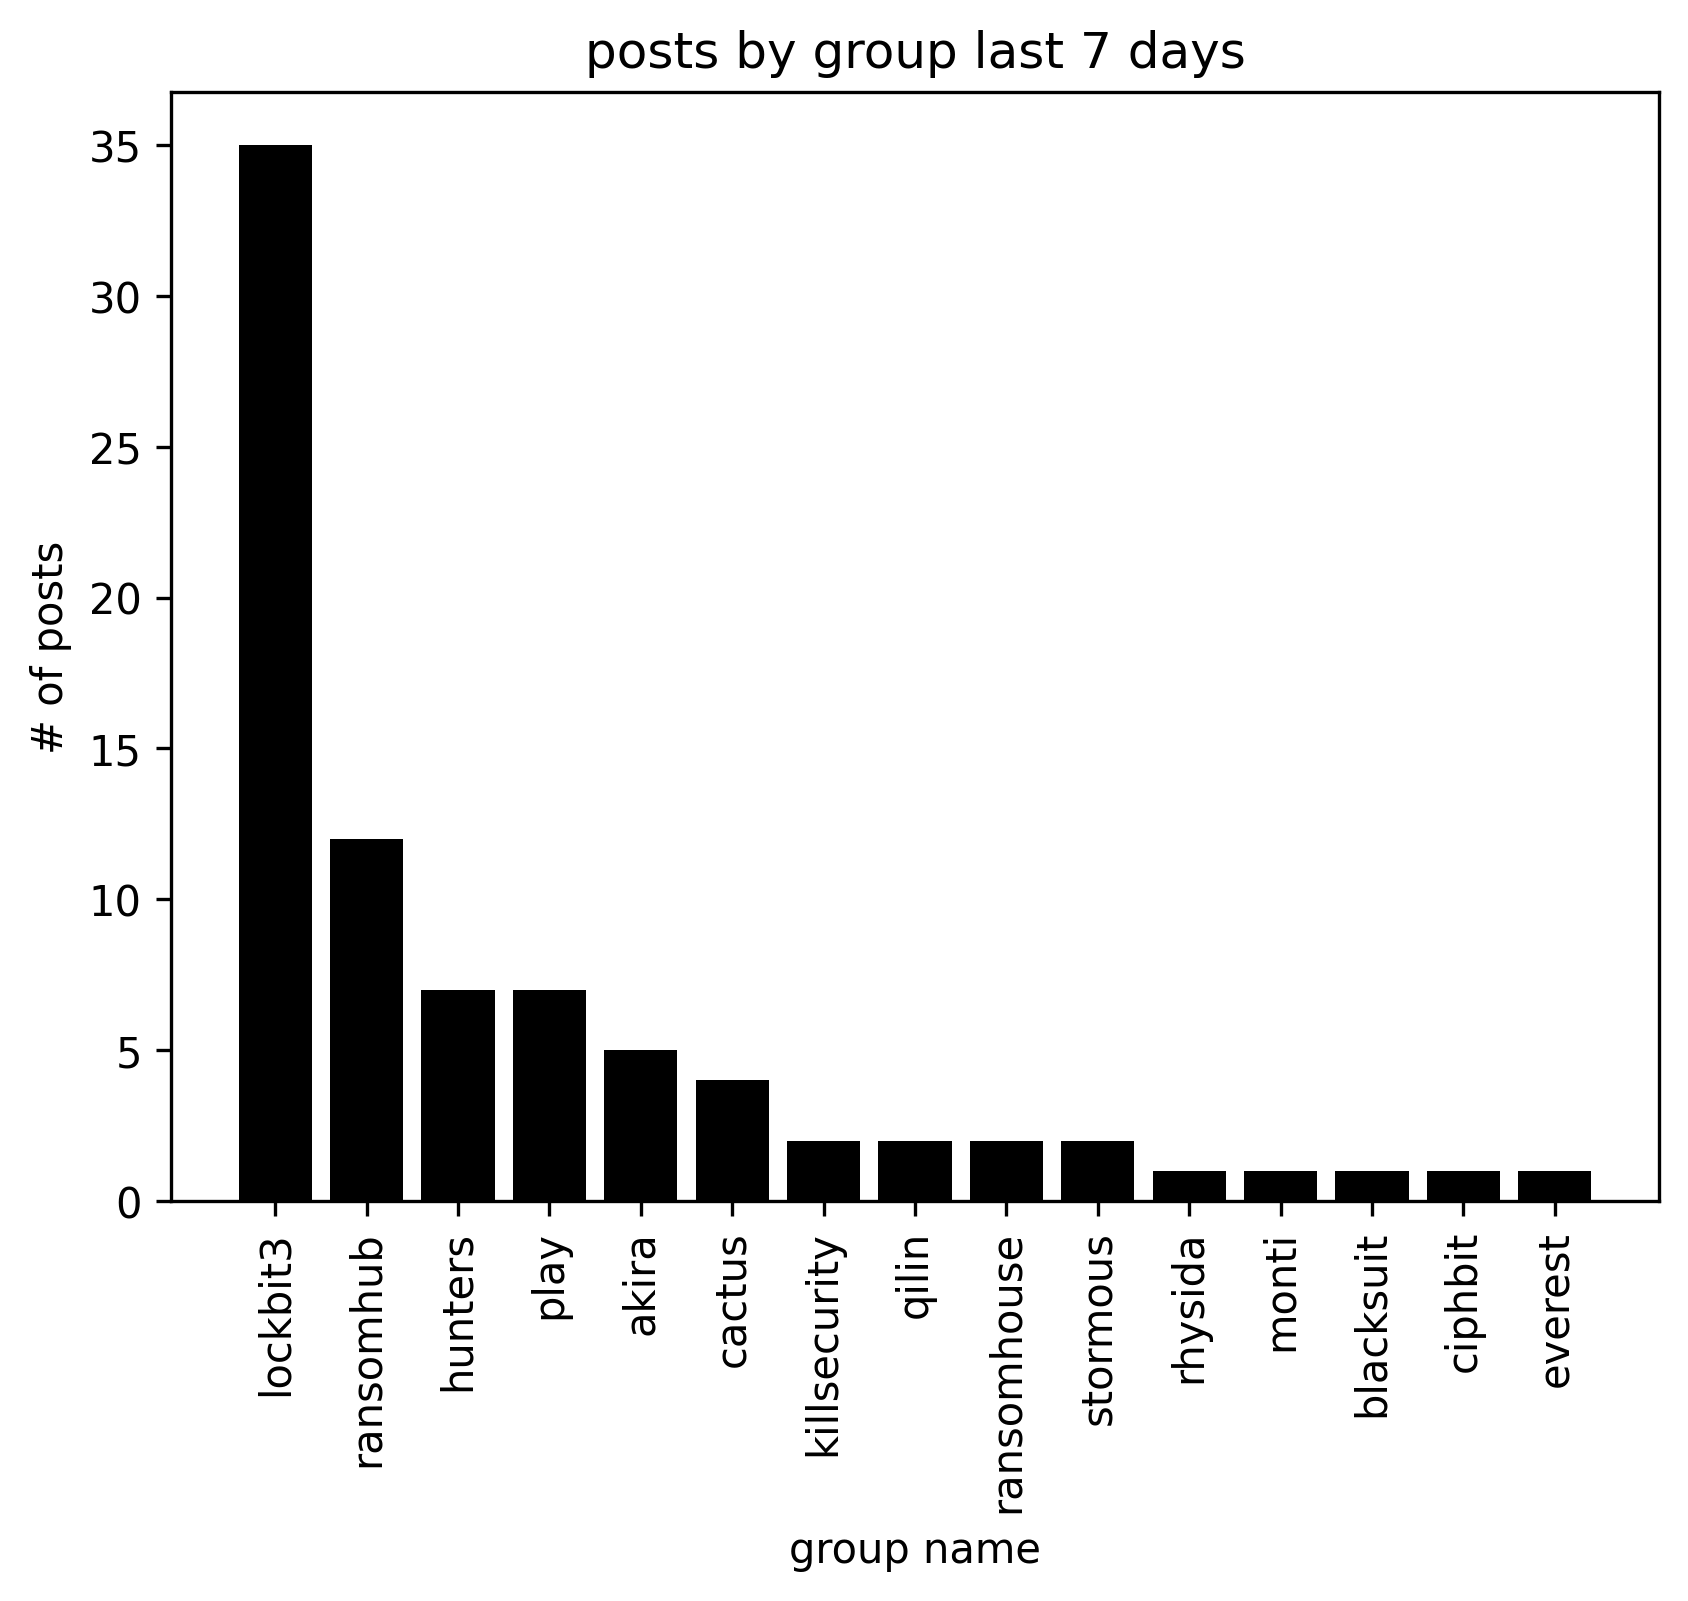 posts by group last 7 days
# of posts
35
30
25
20
15
10
5
0
lockbit3
ransomhub
hunters
play
akira
cactus
killsecurity
qilin
ransomhouse
stormous
rhysida
monti
blacksuit
ciphbit
everest
group name